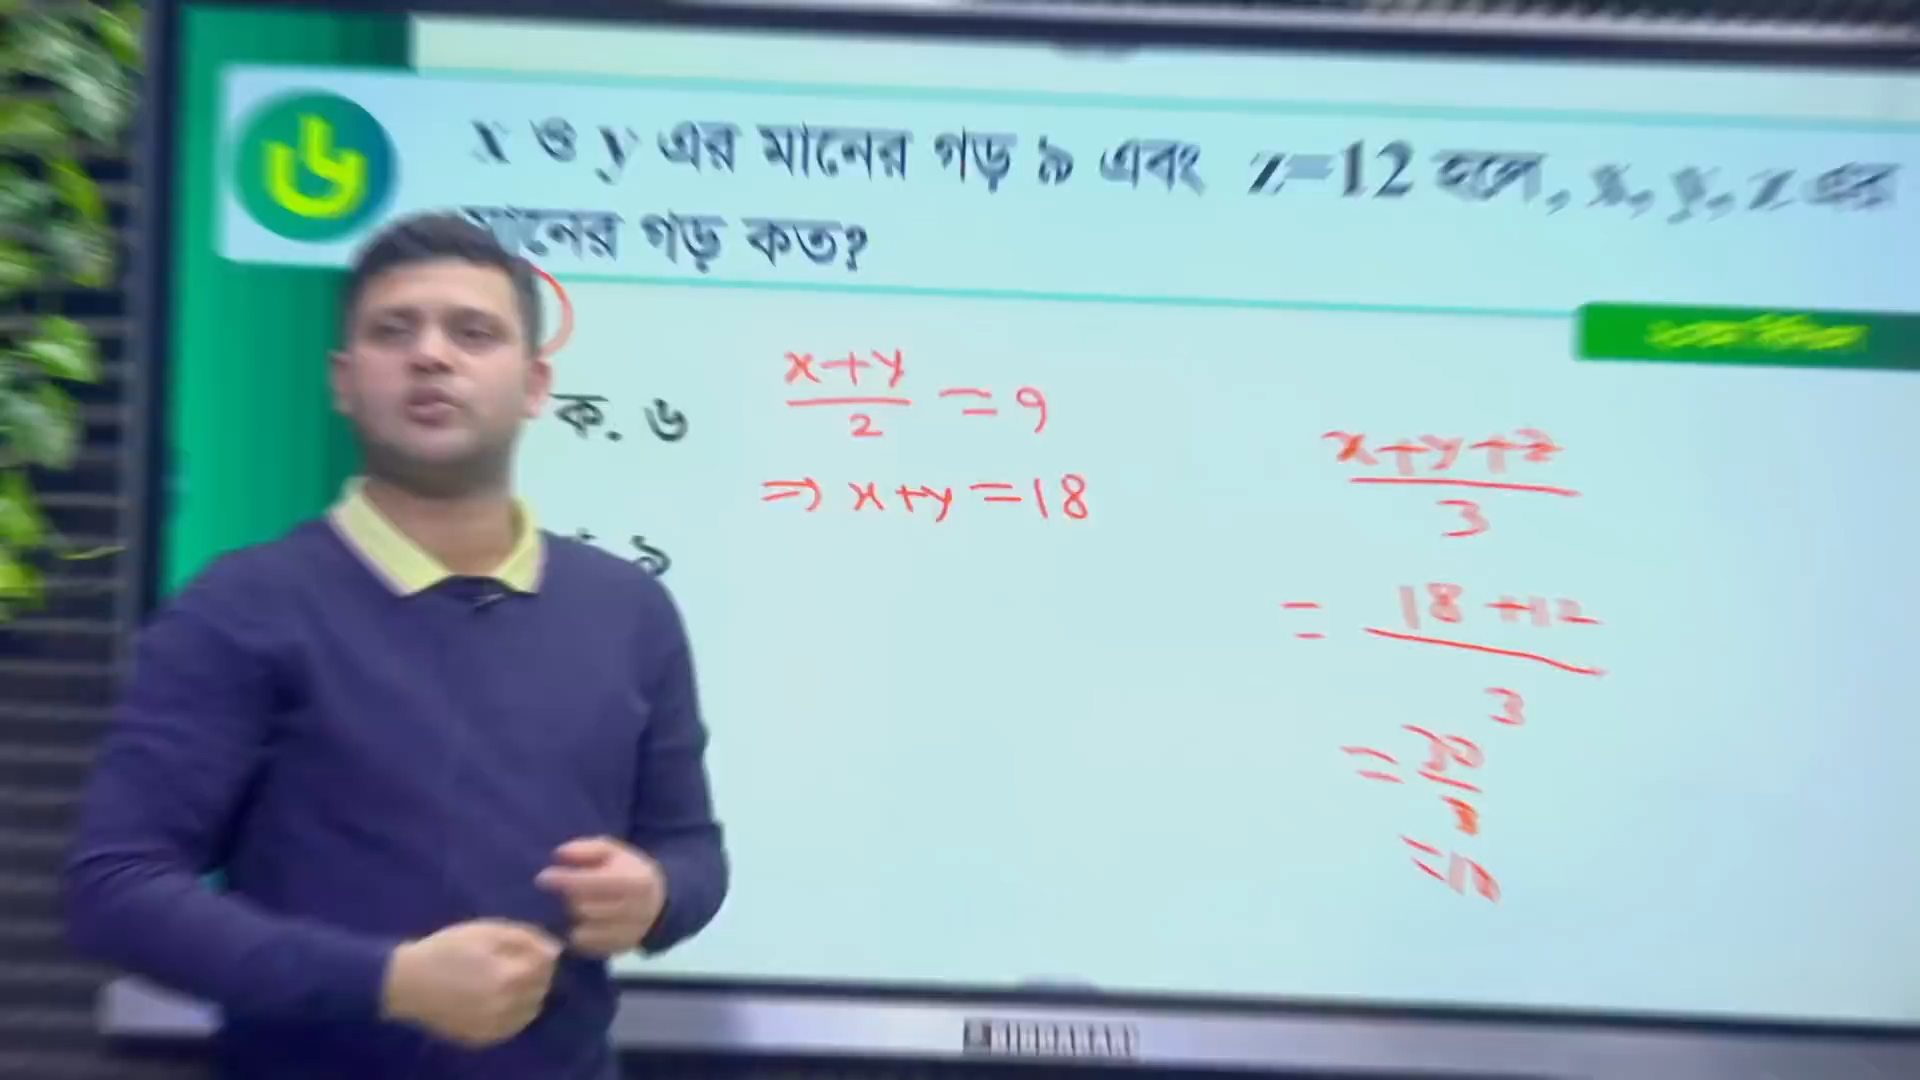 ৬
x ও y এর মানের গড় ৯ এবং z=12 হলে, x, y, z এর
মানের গড় কত?
ক. ৬
৯
x+y
2
=9
⇒ x+y=18
x+y+z
3
= 18+12
3
= 30
3
=10